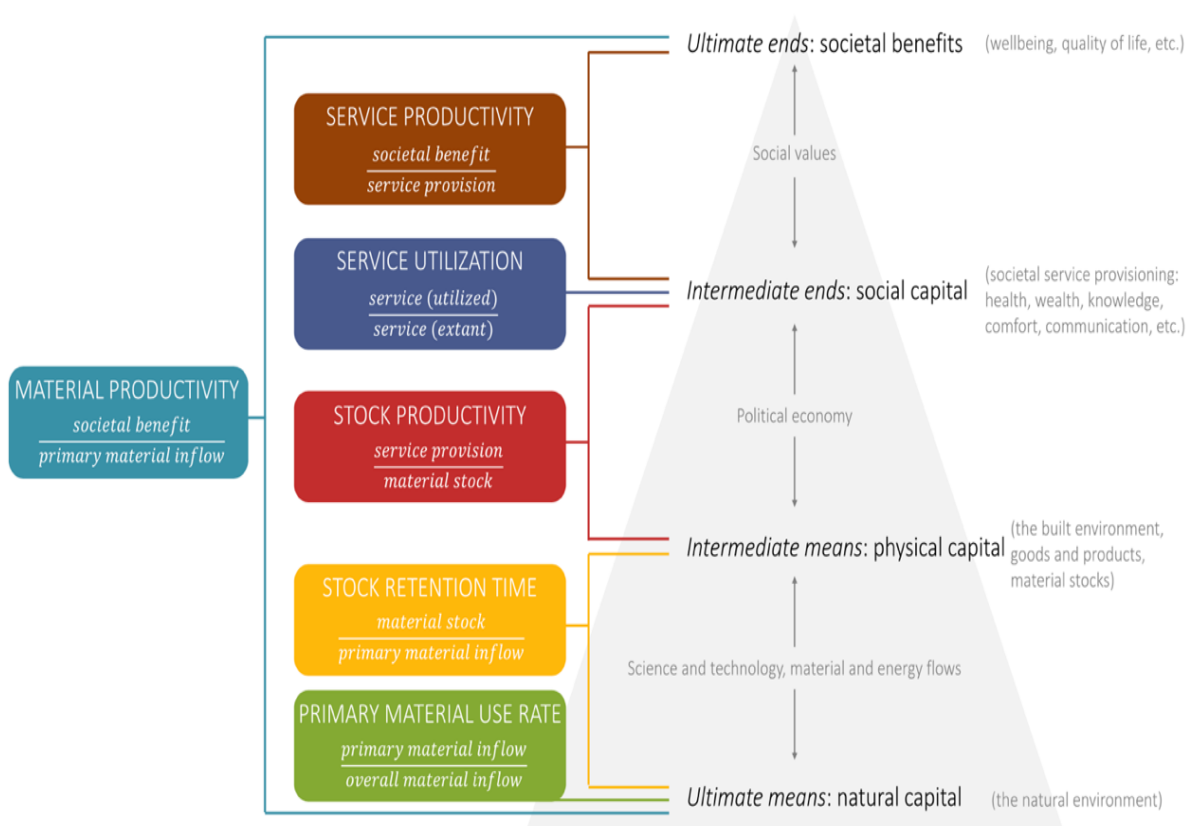 Ultimate ends: societal benefits
(wellbeing, quality of life, etc.)
SERVICE PRODUCTIVITY
societal benefit
service provision
Social values
SERVICE UTILIZATION
service (utilized)
service (extant)
Intermediate ends: social capital
(societal service provisioning:
health, wealth, knowledge,
comfort, communication, etc.)
MATERIAL PRODUCTIVITY
societal benefit
primary material inflow
STOCK PRODUCTIVITY
service provision
material stock
Political economy
Intermediate means: physical capital
(the built environment,
goods and products,
material stocks)
STOCK RETENTION TIME
material stock
primary material inflow
Science and technology, material and energy flows
PRIMARY MATERIAL USE RATE
primary material inflow
overall material inflow
Ultimate means: natural capital
(the natural environment)